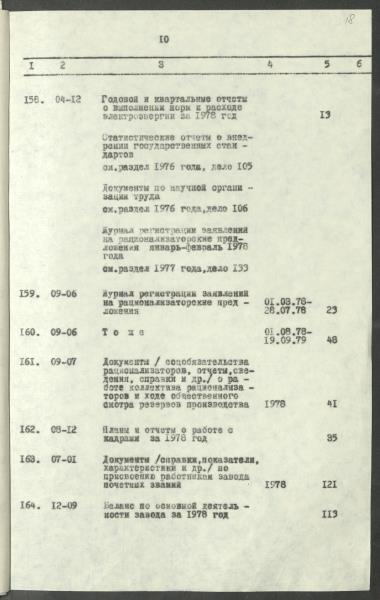 18
10
1 2 3 4 5 6
158. 04-12 Годовой и квартальные отчеты
о выполнении норм и расходе
электроэнергии за 1978 год 13
Статистические отчеты о внед-
рении государственных стан -
дартов
см.раздел 1976 года, дело 105
Документы по научной органи -
зации труда
см.раздел 1976 года,дело 106
Журнал регистрации заявлений
на рационализаторские пред-
ложения январь-февраль 1978
года
см.раздел 1977 года,дело 133
159. 09-06 Журнал регистрации заявлений
на рационализаторские пред - 01.03.78-
ложения 28.07.78 23
160. 09-06 Т о ж е 01.08.78-
19.09.79 48
161. 09-07 Документы / соцобязательства
рационализаторов, отчеты,све-
дения, справки и др./ о ра -
боте коллектива рационализа -
торов и ходе общественного
смотра резервов производства 1978 41
162. 08-12 Планы и отчеты о работе с
кадрами за 1978 год 35
163. 07-01 Документы /справки,показатели,
характеристики и др./ по
присвоению работникам завода
почетных званий 1978 121
164. 12-09 Баланс по основной деятель -
ности завода за 1978 год 113